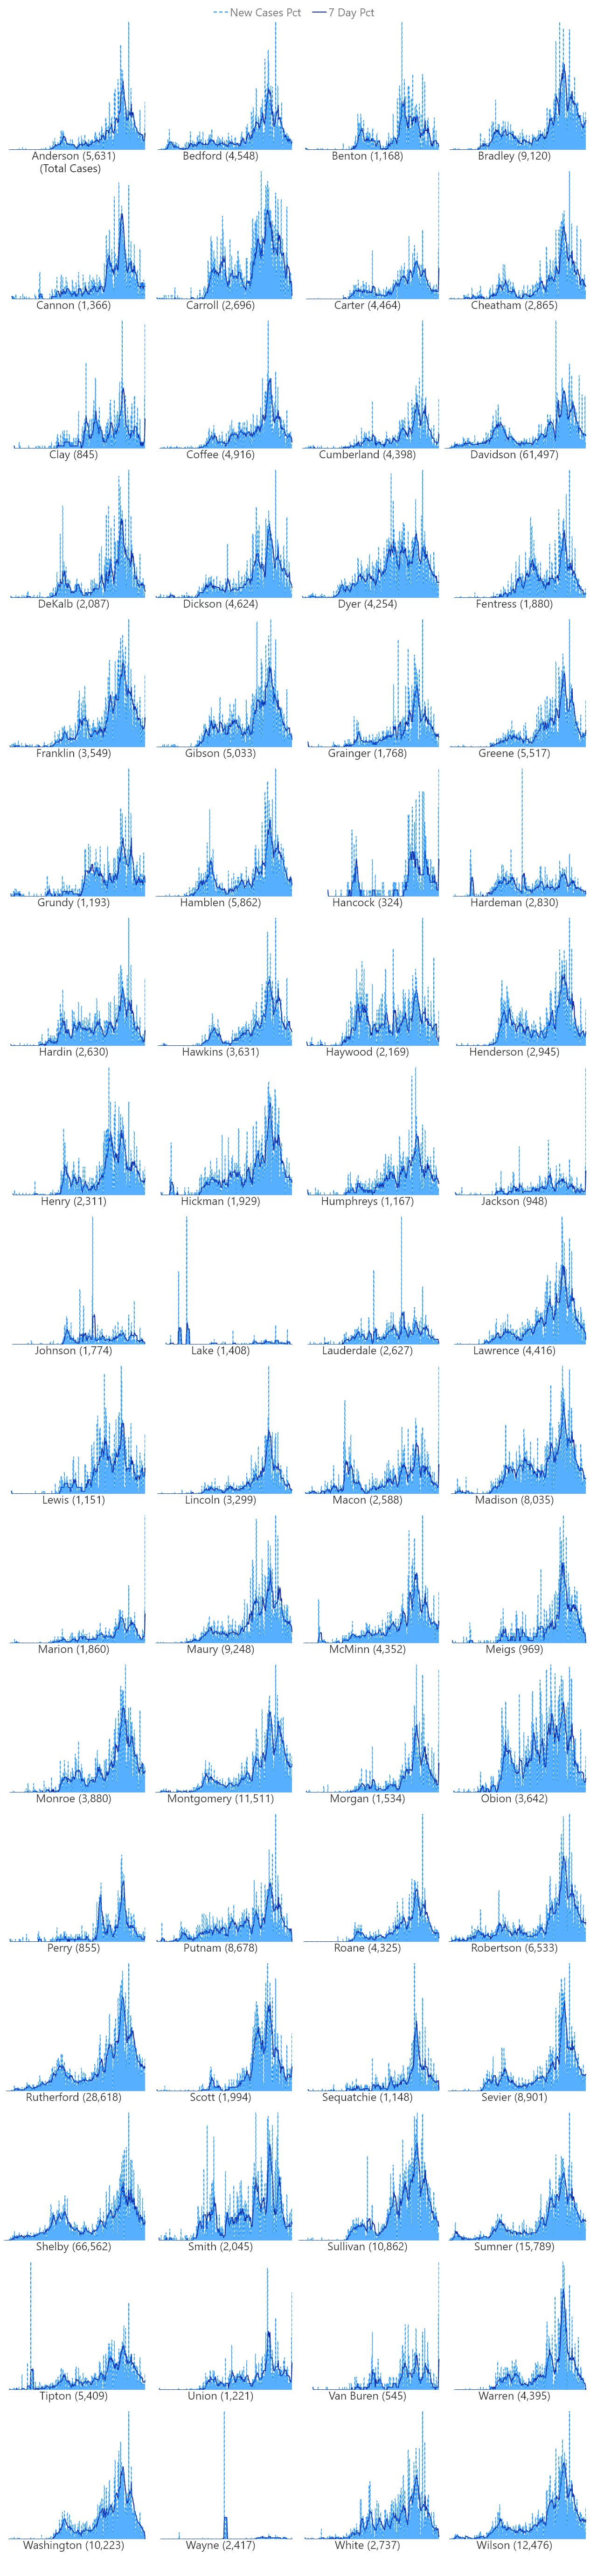 New Cases Pct 7 Day Pct
Anderson (5,631) Bedford (4,548) Benton (1,168) Bradley (9,120)
(Total Cases)
Cannon (1,366) Carroll (2,696) Carter (4,464) Cheatham (2,865)
Clay (845) Coffee (4,916) Cumberland (4,398) Davidson (61,497)
DeKalb (2,087) Dickson (4,624) Dyer (4,254) Fentress (1,880)
Franklin (3,549) Gibson (5,033) Grainger (1,768) Greene (5,517)
Grundy (1,193) Hamblen (5,862) Hancock (324) Hardeman (2,830)
Hardin (2,630) Hawkins (3,631) Haywood (2,169) Henderson (2,945)
Henry (2,311) Hickman (1,929) Humphreys (1,167) Jackson (948)
Johnson (1,774) Lake (1,408) Lauderdale (2,627) Lawrence (4,416)
Lewis (1,151) Lincoln (3,299) Macon (2,588) Madison (8,035)
Marion (1,860) Maury (9,248) McMinn (4,352) Meigs (969)
Monroe (3,880) Montgomery (11,511) Morgan (1,534) Obion (3,642)
Perry (855) Putnam (8,678) Roane (4,325) Robertson (6,533)
Rutherford (28,618) Scott (1,994) Sequatchie (1,148) Sevier (8,901)
Shelby (66,562) Smith (2,045) Sullivan (10,862) Sumner (15,789)
Tipton (5,409) Union (1,221) Van Buren (545) Warren (4,395)
Washington (10,223) Wayne (2,417) White (2,737) Wilson (12,476)